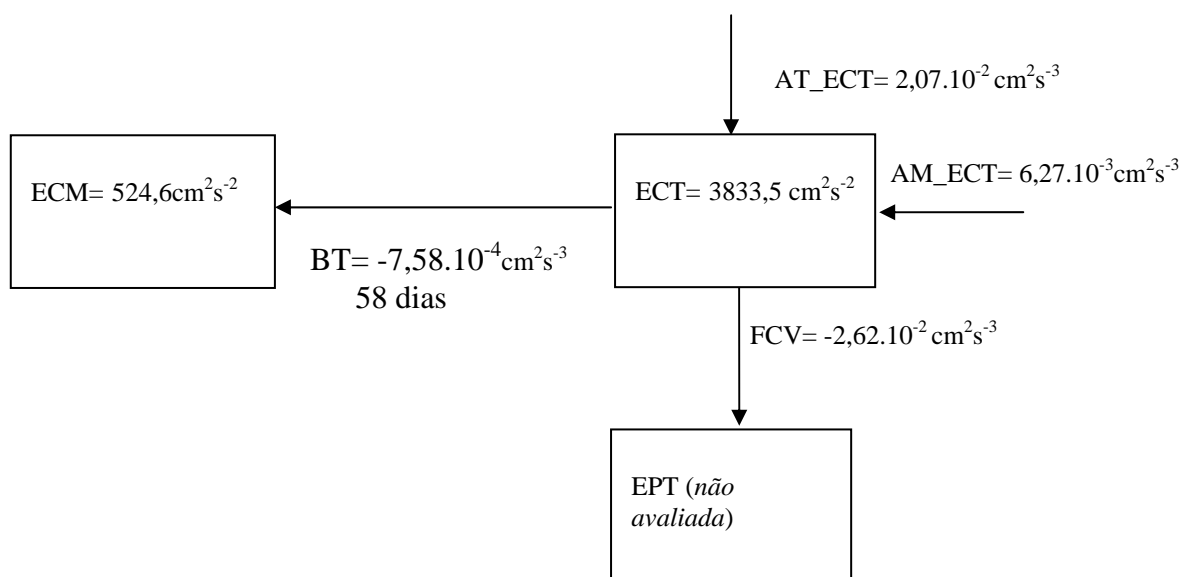 AT_ECT= 2,07.10⁻² cm²s⁻³
ECM= 524,6cm²s⁻²
ECT= 3833,5 cm²s⁻²
AM_ECT= 6,27.10⁻³cm²s⁻³
BT= -7,58.10⁻⁴cm²s⁻³
58 dias
FCV= -2,62.10⁻² cm²s⁻³
EPT (não
avaliada)